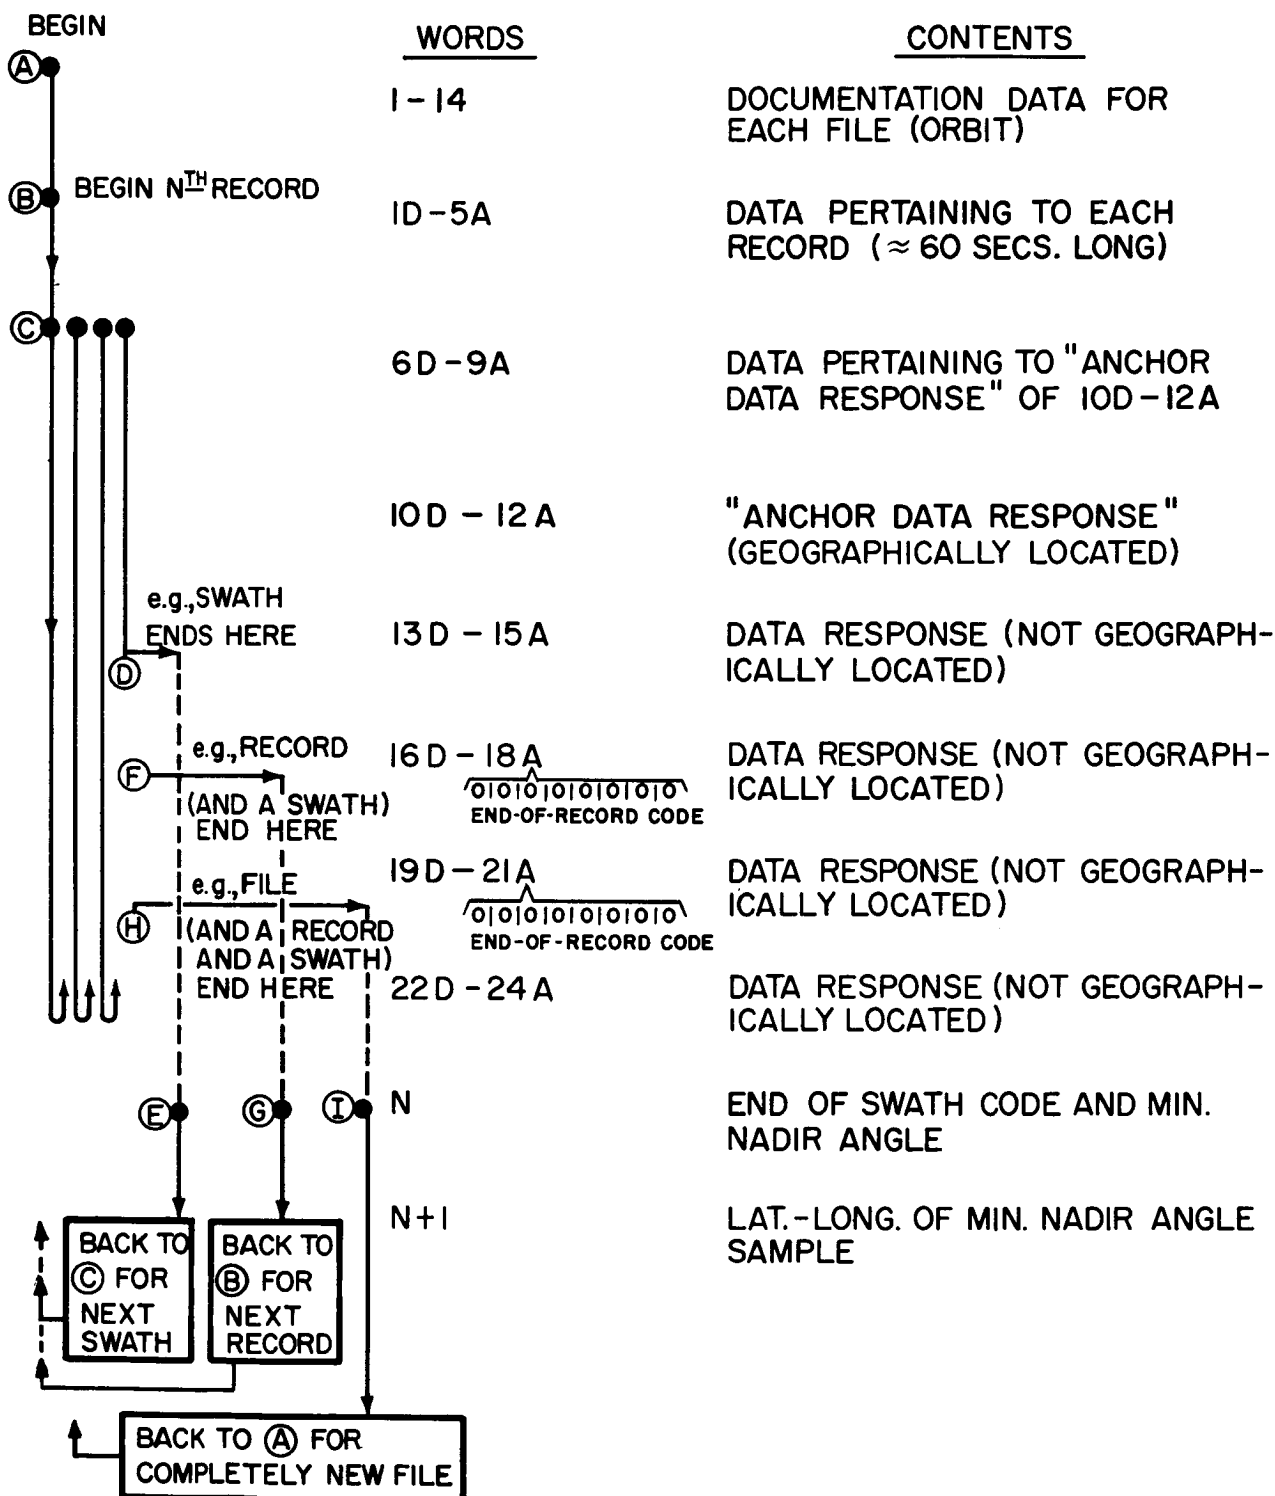 BEGIN
WORDS
CONTENTS
A
1-14
DOCUMENTATION DATA FOR
EACH FILE (ORBIT)
B
BEGIN NTH RECORD
1D-5A
DATA PERTAINING TO EACH
RECORD (≈60 SECS. LONG)
C
6D-9A
DATA PERTAINING TO "ANCHOR
DATA RESPONSE" OF 10D-12A
10D - 12A
"ANCHOR DATA RESPONSE"
(GEOGRAPHICALLY LOCATED)
e.g., SWATH
ENDS HERE
D
13D - 15A
DATA RESPONSE (NOT GEOGRAPH-
ICALLY LOCATED)
F
e.g., RECORD
(AND A SWATH)
END HERE
16D - 18A
010101010101010
END-OF-RECORD CODE
DATA RESPONSE (NOT GEOGRAPH-
ICALLY LOCATED)
H
e.g., FILE
(AND A RECORD
AND A SWATH)
END HERE
19D - 21A
010101010101010
END-OF-RECORD CODE
DATA RESPONSE (NOT GEOGRAPH-
ICALLY LOCATED)
22D - 24A
DATA RESPONSE (NOT GEOGRAPH-
ICALLY LOCATED)
E
G
I
N
END OF SWATH CODE AND MIN.
NADIR ANGLE
N+1
LAT.-LONG. OF MIN. NADIR ANGLE
SAMPLE
BACK TO
C FOR
NEXT
SWATH
BACK TO
B FOR
NEXT
RECORD
BACK TO A FOR
COMPLETELY NEW FILE